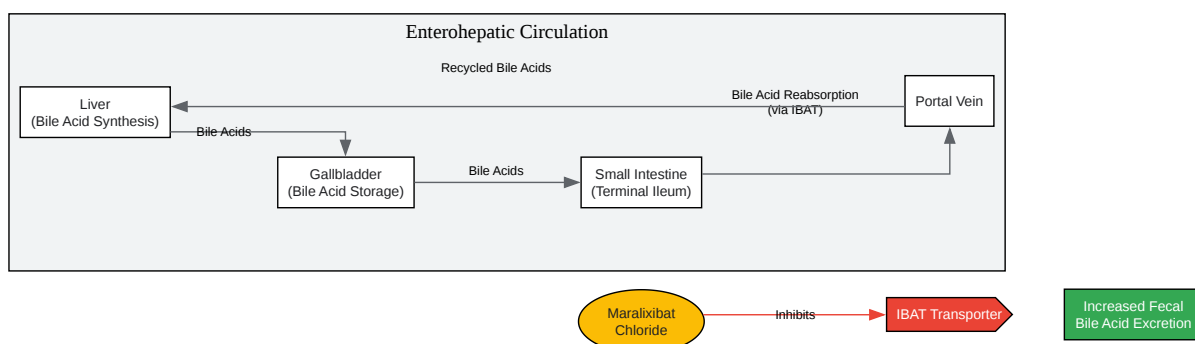 Enterohepatic Circulation
Recycled Bile Acids
Liver
(Bile Acid Synthesis)
Bile Acid Reabsorption
(via IBAT)
Portal Vein
Bile Acids
Gallbladder
(Bile Acid Storage)
Bile Acids
Small Intestine
(Terminal Ileum)
Maralixibat
Chloride
Inhibits
IBAT Transporter
Increased Fecal
Bile Acid Excretion